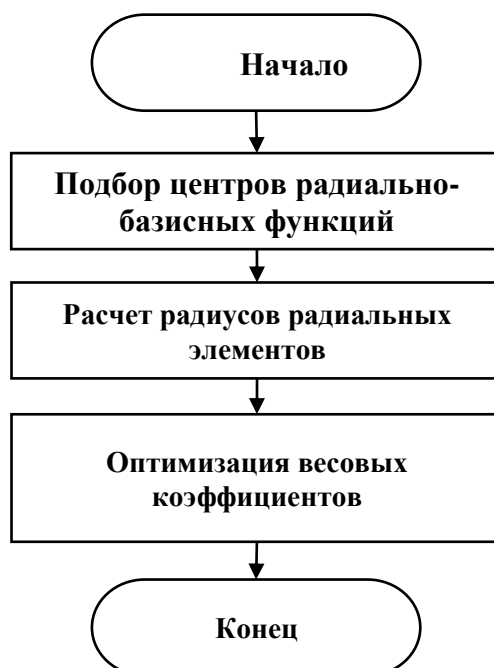 Начало
Подбор центров радиально-
базисных функций
Расчет радиусов радиальных
элементов
Оптимизация весовых
коэффициентов
Конец